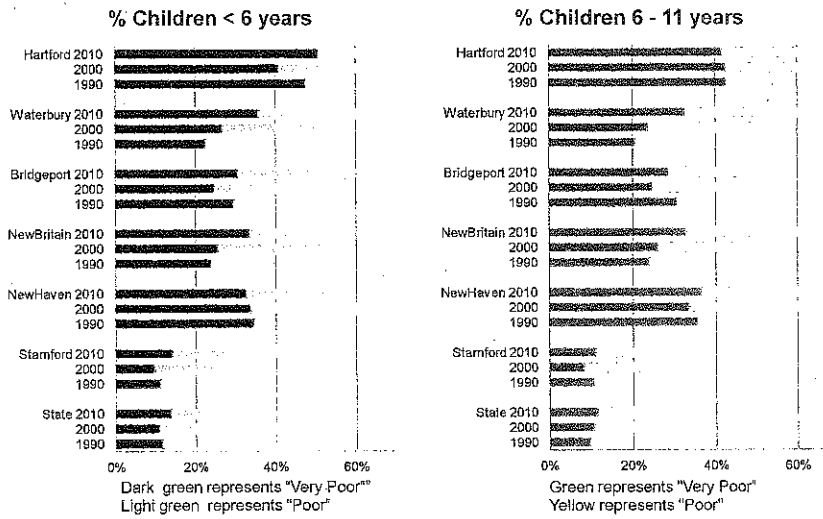 % Children < 6 years
Hartford 2010
2000
1990
Waterbury 2010
2000
1990
Bridgeport 2010
2000
1990
NewBritain 2010
2000
1990
NewHaven 2010
2000
1990
Stamford 2010
2000
1990
State 2010
2000
1990
0% 20% 40% 60%
Dark green represents "Very Poor""
Light green represents "Poor"
% Children 6 - 11 years
Hartford 2010
2000
1990
Waterbury 2010
2000
1990
Bridgeport 2010
2000
1990
NewBritain 2010
2000
1990
NewHaven 2010
2000
1990
Stamford 2010
2000
1990
State 2010
2000
1990
0% 20% 40% 60%
Green represents "Very Poor"
Yellow represents "Poor"